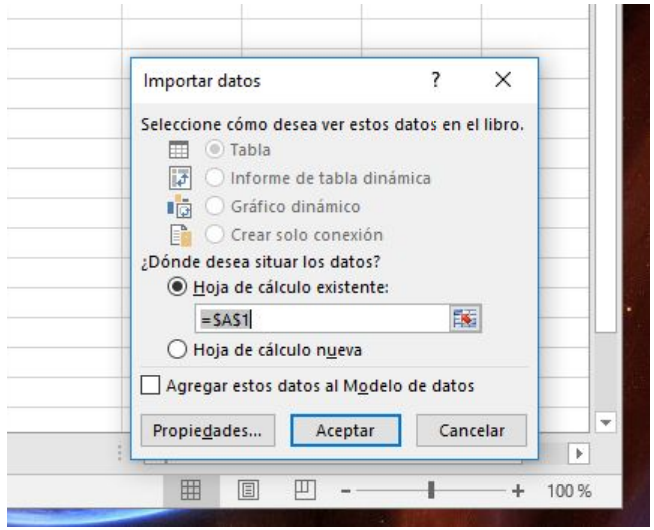 Importar datos ? ×
Seleccione cómo desea ver estos datos en el libro.
Tabla
Informe de tabla dinámica
Gráfico dinámico
Crear solo conexión
¿Dónde desea situar los datos?
Hoja de cálculo existente:
=$A$1
Hoja de cálculo nueva
Agregar estos datos al Modelo de datos
Propiedades... Aceptar Cancelar
- + 100 %